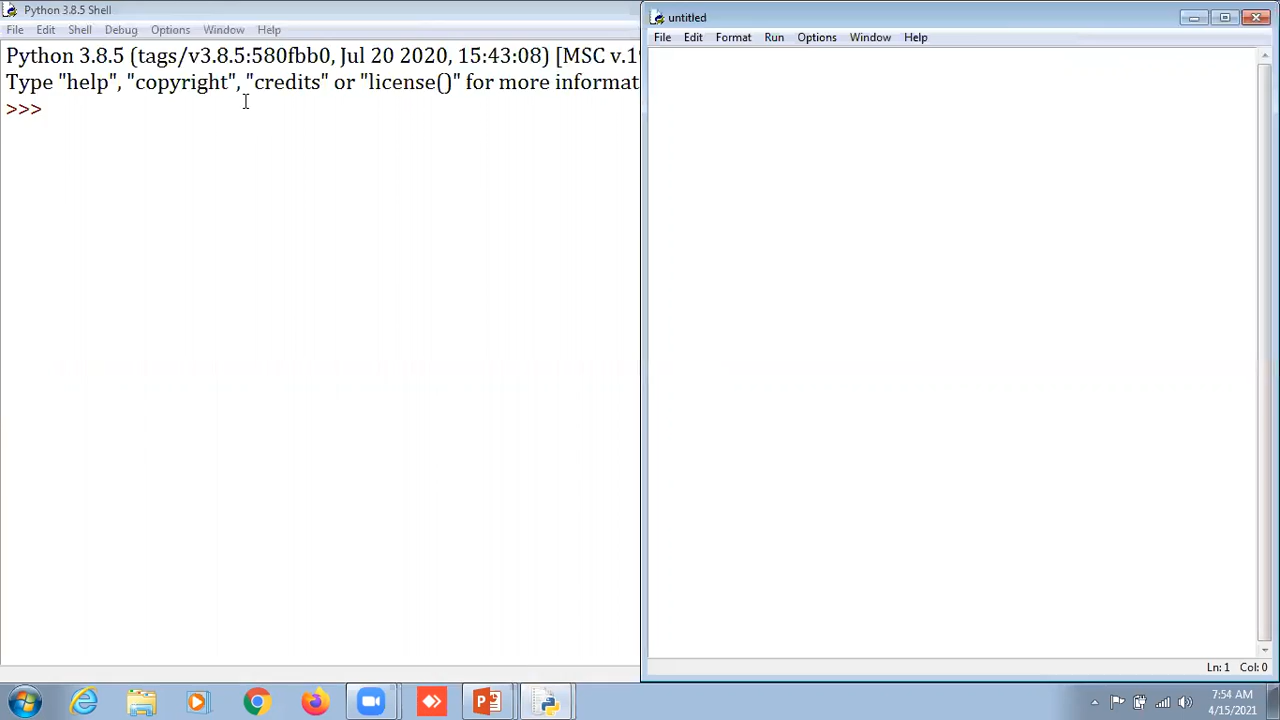 Python 3.8.5 Shell
File Edit Shell Debug Options Window Help
Python 3.8.5 (tags/v3.8.5:580fbb0, Jul 20 2020, 15:43:08) [MSC v.1
Type "help", "copyright", "credits" or "license()" for more informat
>>>
untitled
File Edit Format Run Options Window Help
Ln: 1 Col: 0
7:54 AM
4/15/2021